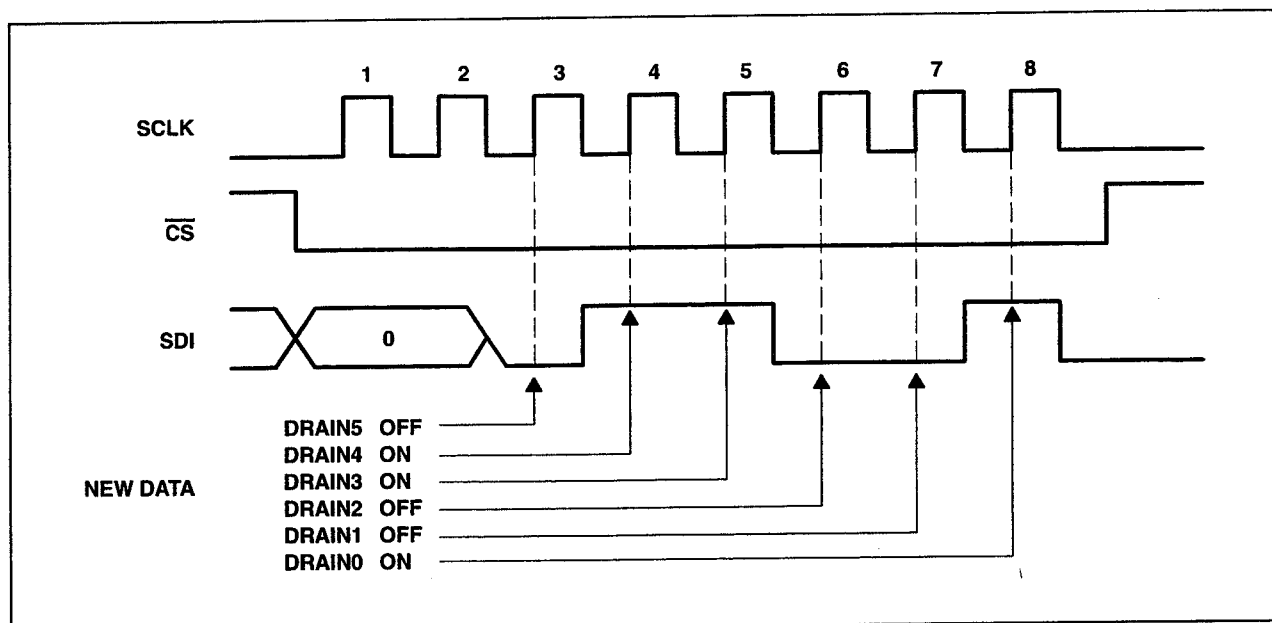 1 2 3 4 5 6 7 8
SCLK
C̅S̅
SDI
0
DRAIN5 OFF
DRAIN4 ON
DRAIN3 ON
NEW DATA
DRAIN2 OFF
DRAIN1 OFF
DRAIN0 ON